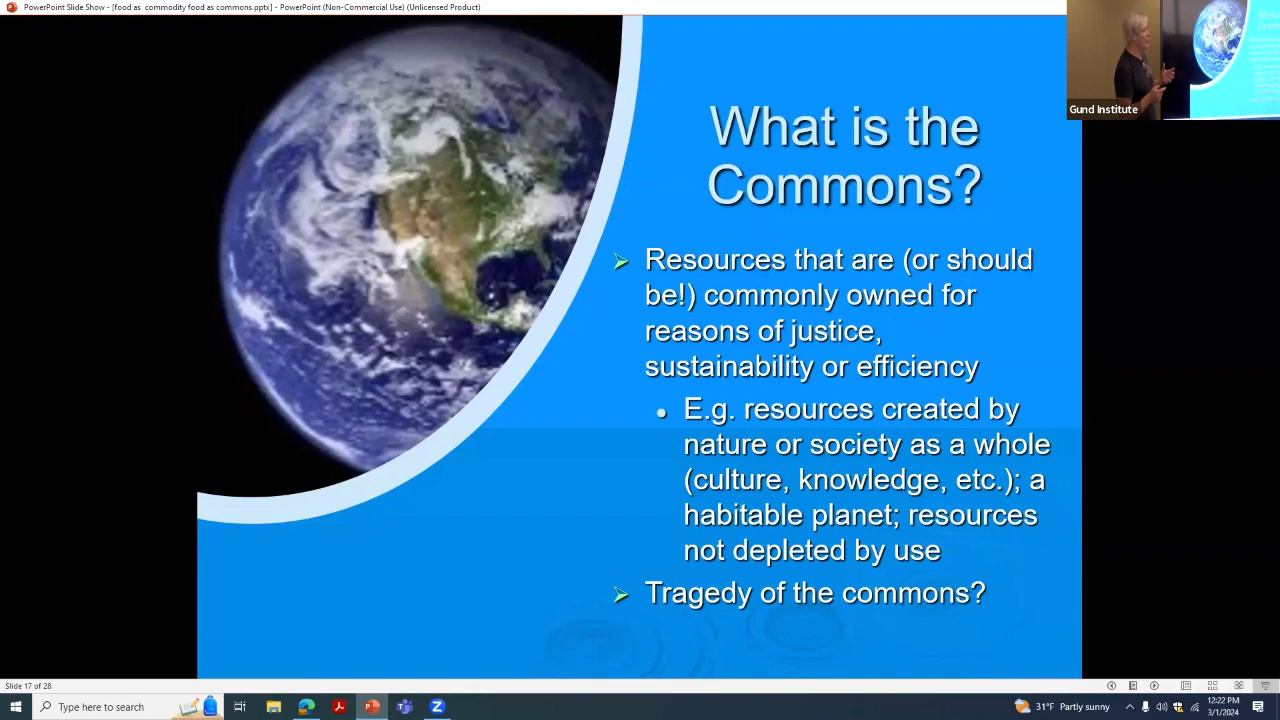 PowerPoint Slide Show - [food as  commodity food as commons.pptx] - PowerPoint (Non-Commercial Use) (Unlicensed Product)
Gund Institute
What is the
Commons?
Resources that are (or should
be!) commonly owned for
reasons of justice,
sustainability or efficiency
E.g. resources created by
nature or society as a whole
(culture, knowledge, etc.); a
habitable planet; resources
not depleted by use
Tragedy of the commons?
Slide 17 of 28
Type here to search
31°F Partly sunny
12:22 PM
3/1/2024